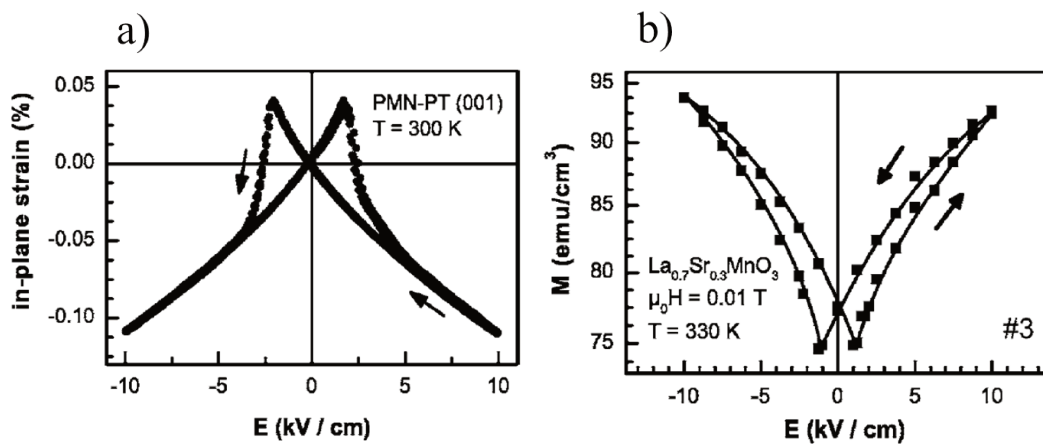 a)
in-plane strain (%)
0.05
0.00
-0.05
-0.10
PMN-PT (001)
T = 300 K
-10 -5 0 5 10
E (kV / cm)
b)
M (emu/cm³)
95
90
85
80
75
La₀.₇Sr₀.₃MnO₃
μ₀H = 0.01 T
T = 330 K
#3
-10 -5 0 5 10
E (kV / cm)